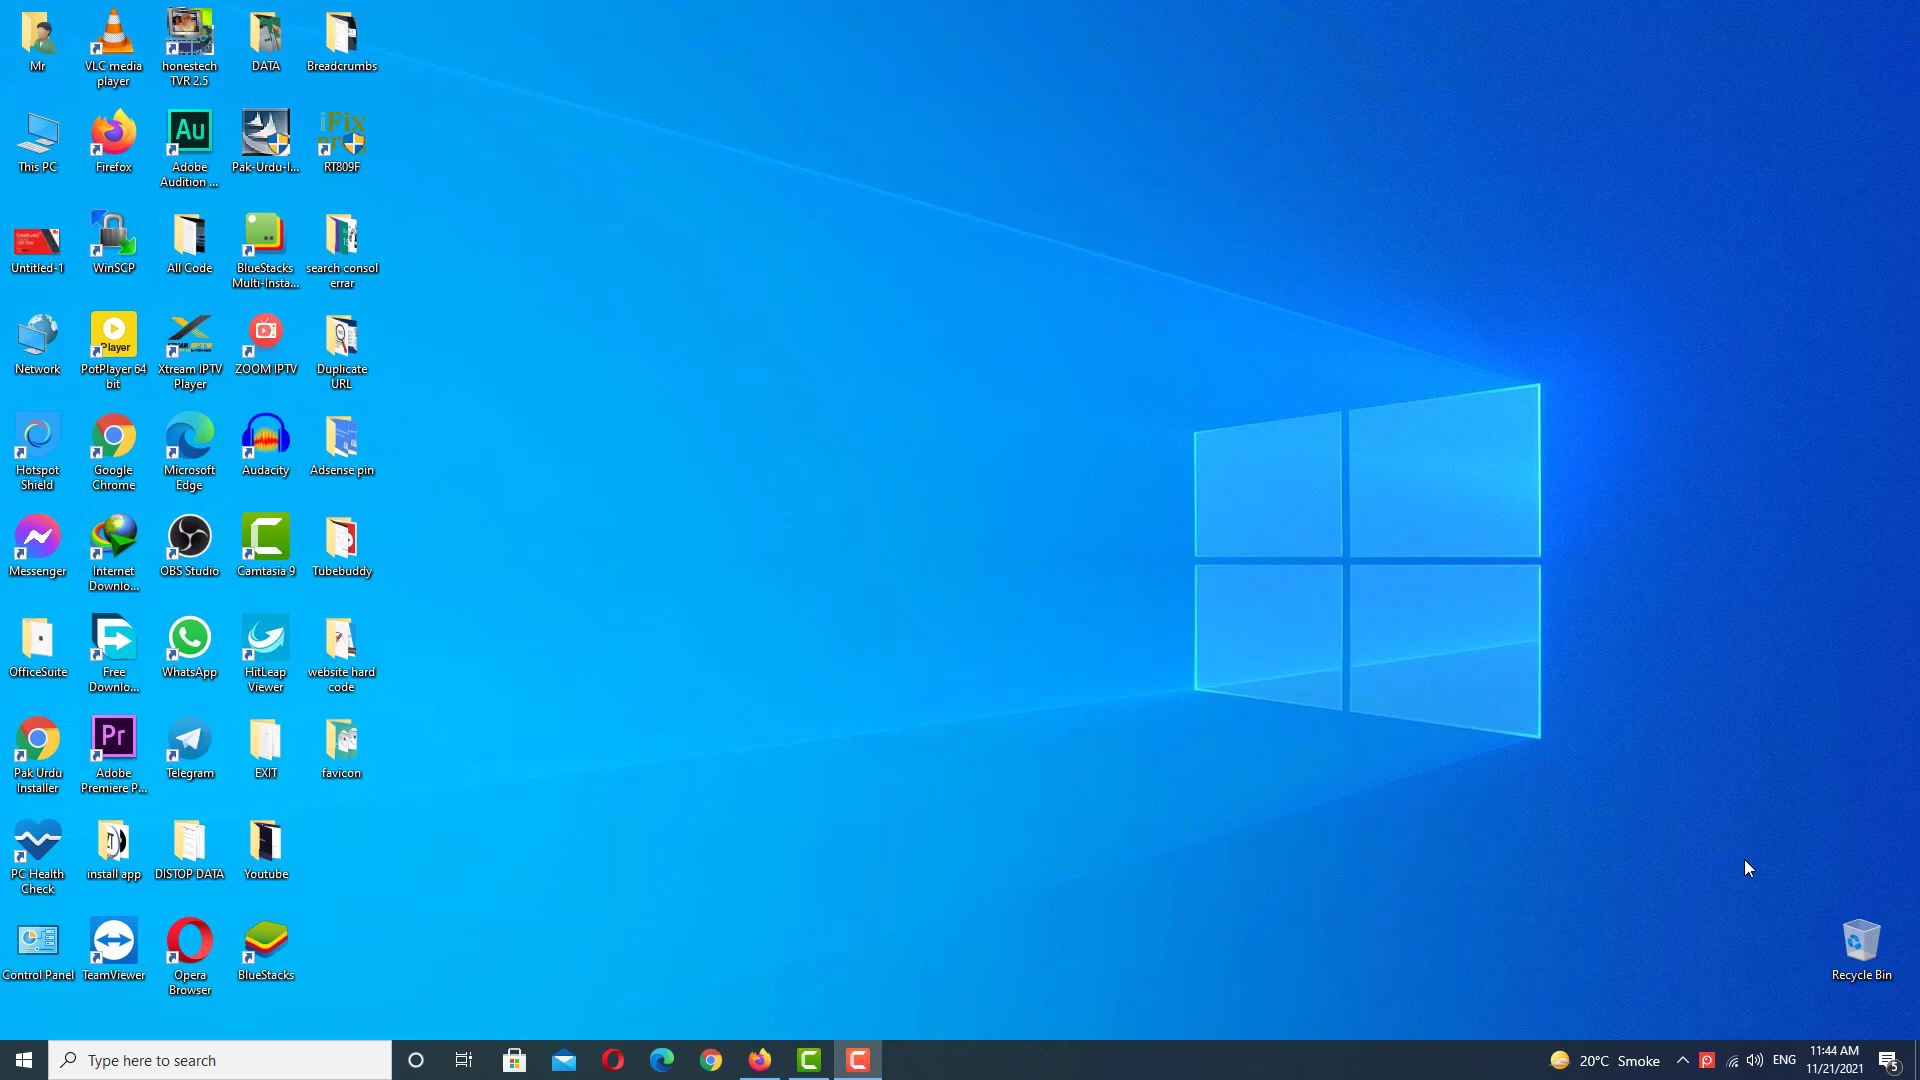 Mr
VLC media
player
honestech
TVR 2.5
DATA
Breadcrumbs
This PC
Firefox
Au
Adobe
Audition ...
Pak-Urdu-I...
iFix
RT809F
Untitled-1
WinSCP
All Code
BlueStacks
Multi-Insta...
search consol
errar
Network
Player
PotPlayer 64
bit
Xtream IPTV
Player
ZOOM IPTV
Duplicate
URL
Hotspot
Shield
Google
Chrome
Microsoft
Edge
Audacity
Adsense pin
Messenger
Internet
Downlo...
OBS Studio
Camtasia 9
Tubebuddy
OfficeSuite
Free
Downlo...
WhatsApp
HitLeap
Viewer
website hard
code
Pak Urdu
Installer
Pr
Adobe
Premiere P...
Telegram
EXIT
favicon
PC Health
Check
install app
DISTOP DATA
Youtube
Control Panel
TeamViewer
Opera
Browser
BlueStacks
Recycle Bin
Type here to search
20°C Smoke
ENG
11:44 AM
11/21/2021
5